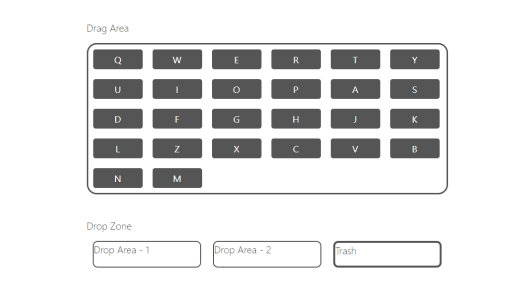 Drag Area
Q W E R T Y
U I O P A S
D F G H J K
L Z X C V B
N M
Drop Zone
Drop Area - 1 Drop Area - 2 Trash